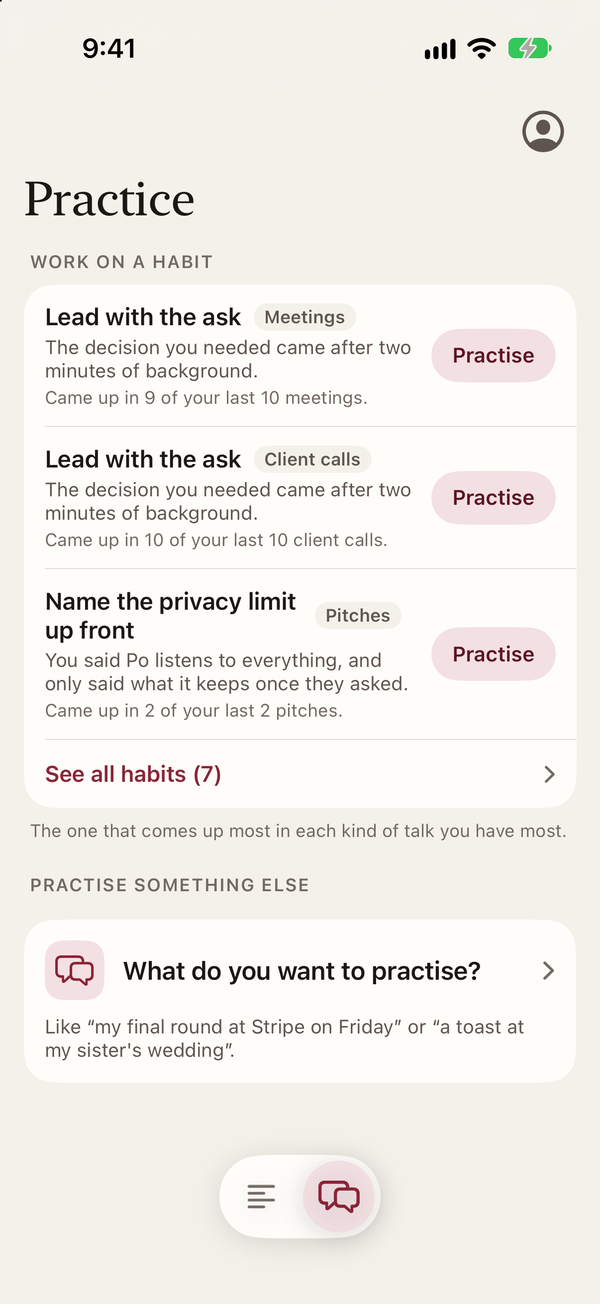 9:41
Practice
WORK ON A HABIT
Lead with the ask Meetings
The decision you needed came after two
minutes of background.
Came up in 9 of your last 10 meetings.
Practise
Lead with the ask Client calls
The decision you needed came after two
minutes of background.
Came up in 10 of your last 10 client calls.
Practise
Name the privacy limit
up front
Pitches
You said Po listens to everything, and
only said what it keeps once they asked.
Came up in 2 of your last 2 pitches.
Practise
See all habits (7)
The one that comes up most in each kind of talk you have most.
PRACTISE SOMETHING ELSE
What do you want to practise?
Like “my final round at Stripe on Friday” or “a toast at
my sister's wedding”.